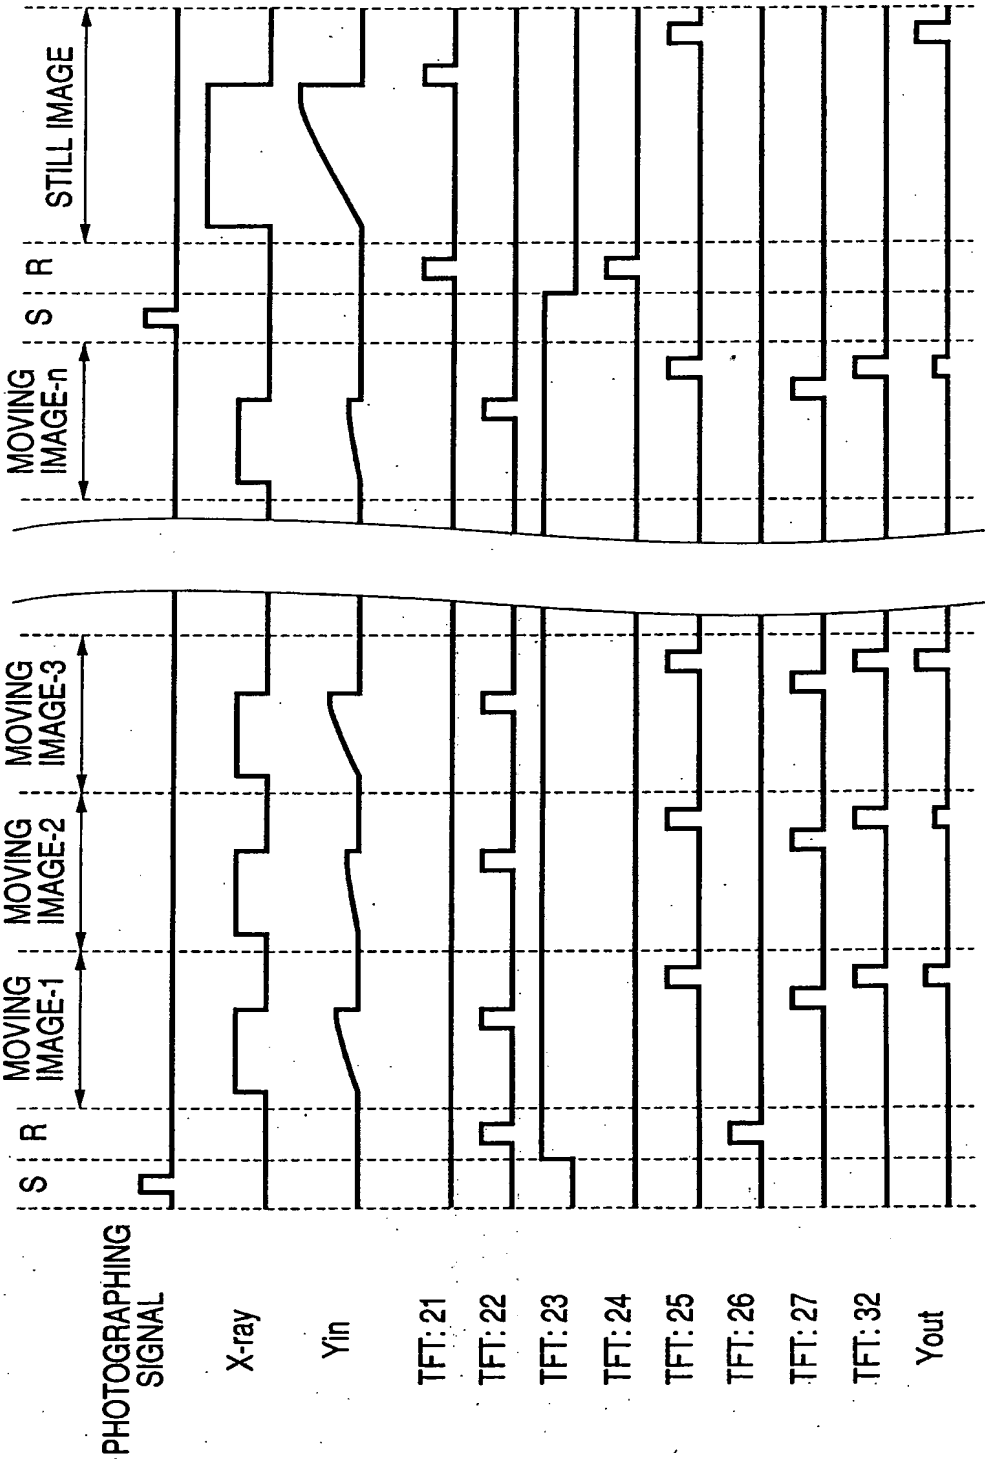 S
R
MOVING
IMAGE-1
MOVING
IMAGE-2
MOVING
IMAGE-3
MOVING
IMAGE-n
S
R
STILL IMAGE
PHOTOGRAPHING
SIGNAL
X-ray
Yin
TFT: 21
TFT: 22
TFT: 23
TFT: 24
TFT: 25
TFT: 26
TFT: 27
TFT: 32
Yout